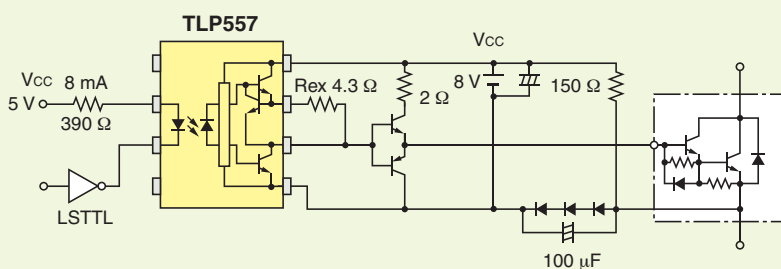 TLP557
VCC
8 mA
5 V
390 Ω
LSTTL
Rex 4.3 Ω
2 Ω
VCC
8 V
150 Ω
100 μF